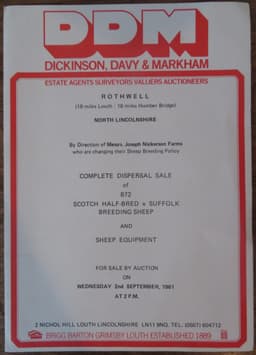 DDM
DICKINSON, DAVY & MARKHAM
ESTATE AGENTS SURVEYORS VALUERS AUCTIONEERS
ROTHWELL
(10 miles Louth : 18 miles Humber Bridge)
NORTH LINCOLNSHIRE
By Direction of Messrs. Joseph Nickerson Farms
who are changing their Sheep Breeding Policy
COMPLETE DISPERSAL SALE
of
872
SCOTCH HALF-BRED x SUFFOLK
BREEDING SHEEP
AND
SHEEP EQUIPMENT
FOR SALE BY AUCTION
ON
WEDNESDAY 2nd SEPTEMBER, 1981
AT 2 P.M.
2 NICHOL HILL LOUTH LINCOLNSHIRE LN11 9NQ. TEL: (0507) 604712
BRIGG BARTON GRIMSBY LOUTH ESTABLISHED 1889